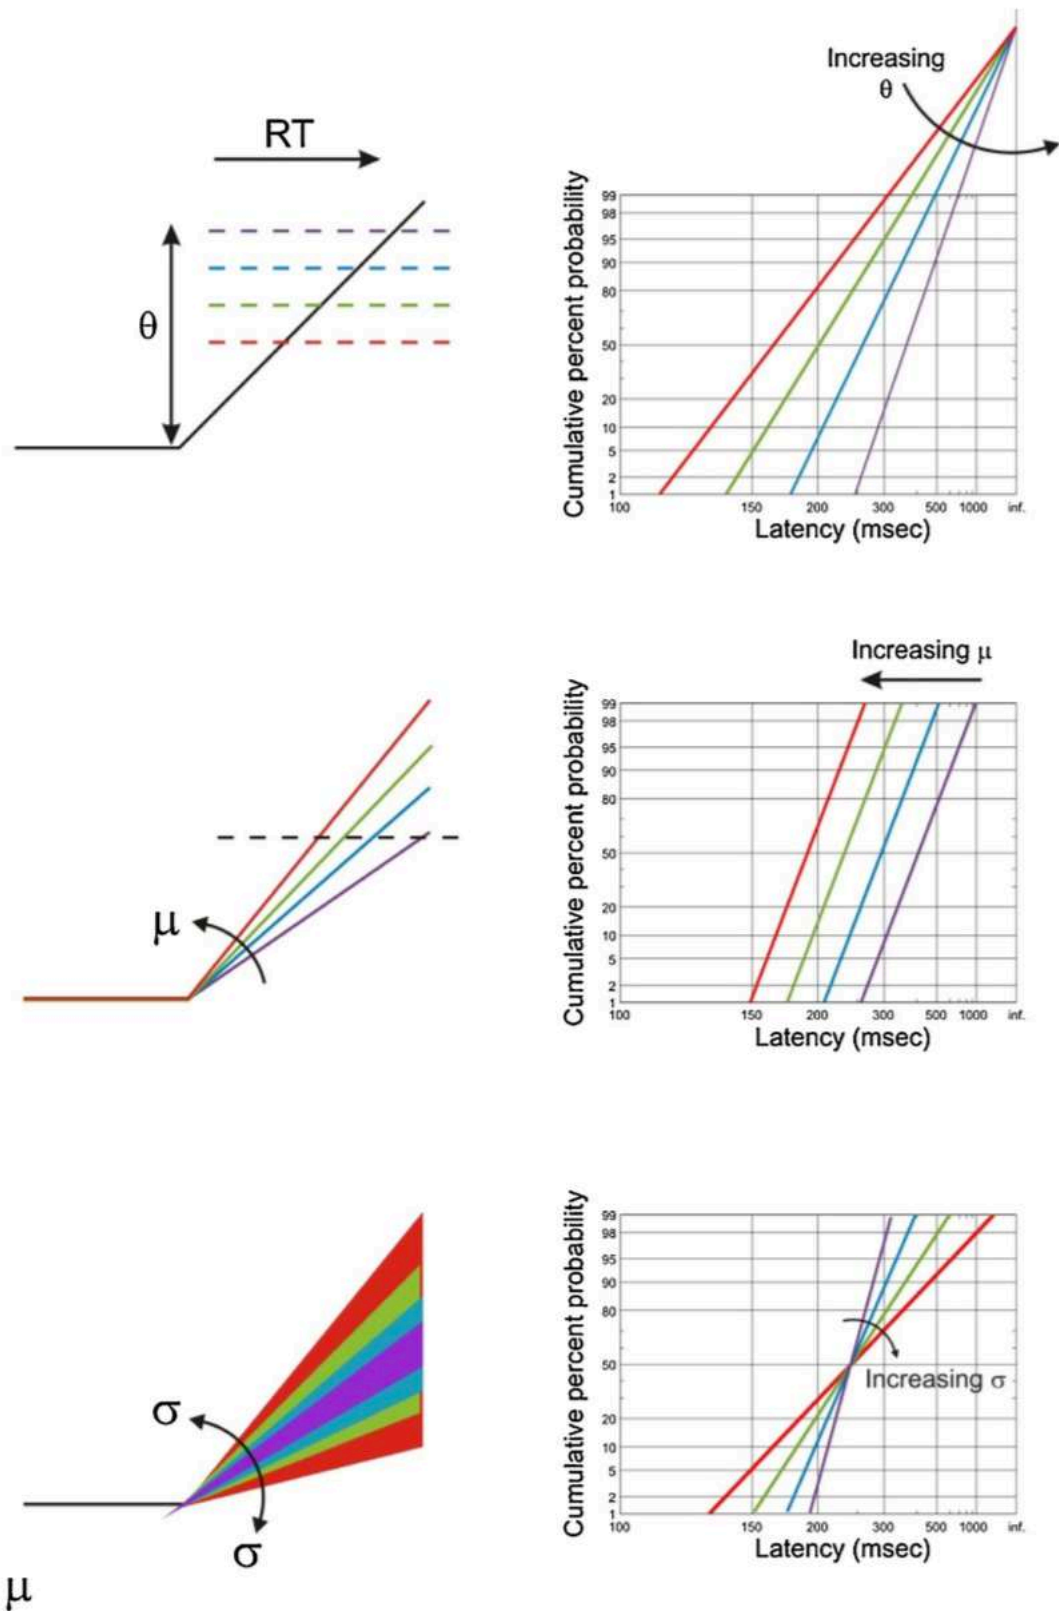 RT
θ
Increasing
θ
Cumulative percent probability
99
98
95
90
80
50
20
10
5
2
1
100 150 200 300 500 1000 inf.
Latency (msec)
μ
Increasing μ
Cumulative percent probability
99
98
95
90
80
50
20
10
5
2
1
100 150 200 300 500 1000 inf.
Latency (msec)
σ
σ
μ
Cumulative percent probability
99
98
95
90
80
50
20
10
5
2
1
Increasing σ
100 150 200 300 500 1000 inf.
Latency (msec)